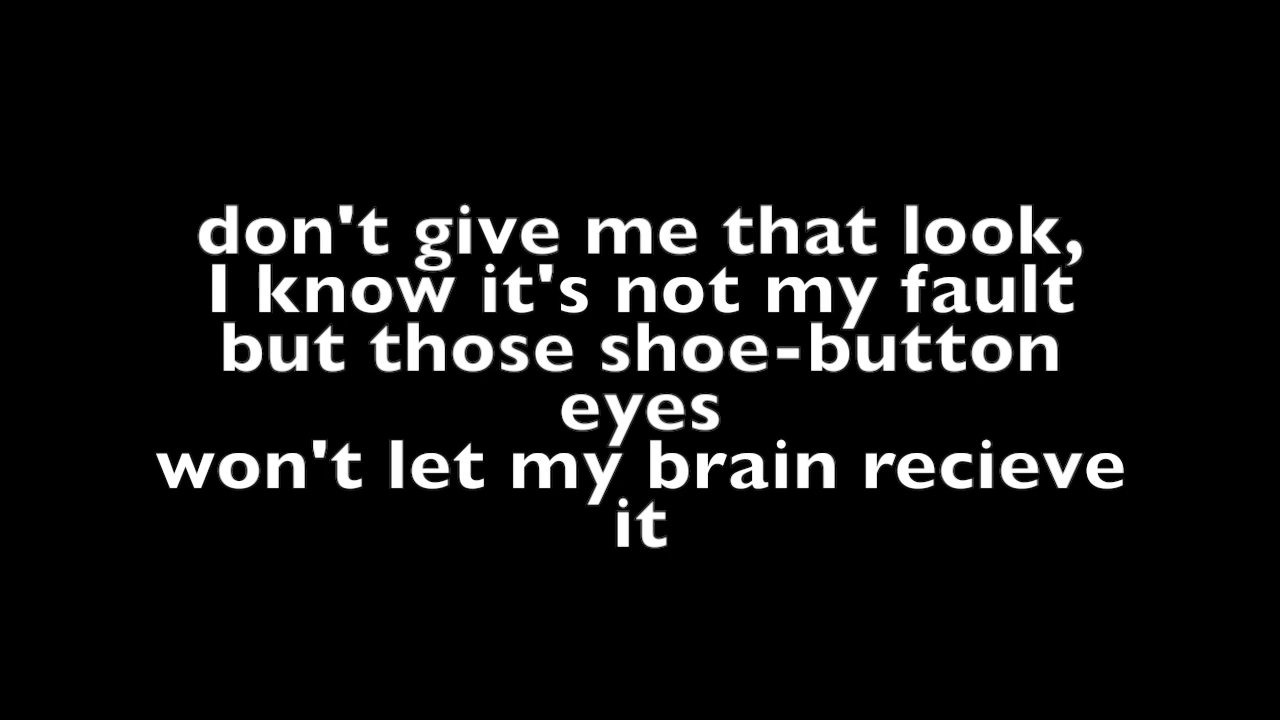 don't give me that look,
I know it's not my fault
but those shoe-button
eyes
won't let my brain recieve
it